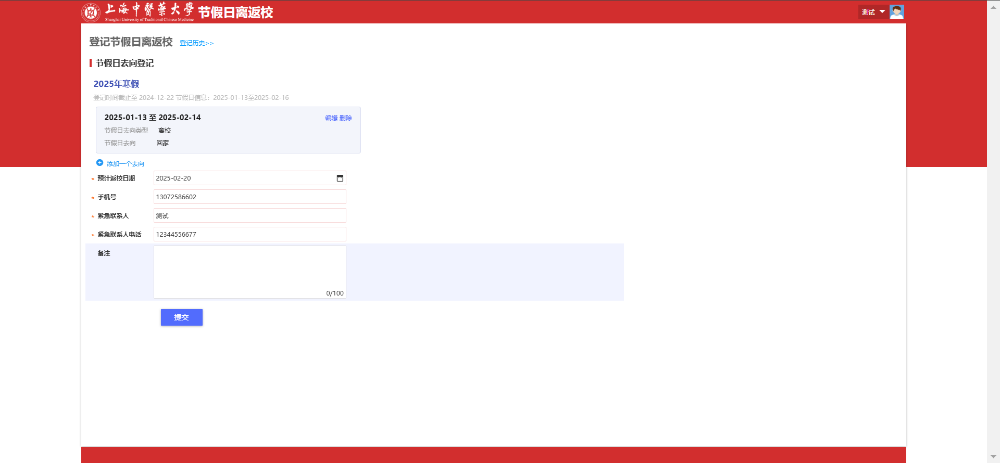 上海中醫藥大學
Shanghai University of Traditional Chinese Medicine
节假日离返校
测试
登记节假日离返校 登记历史>>
节假日去向登记
2025年寒假
登记时间截止至 2024-12-22 节假日信息：2025-01-13至2025-02-16
2025-01-13 至 2025-02-14 编辑 删除
节假日去向类型 离校
节假日去向 回家
添加一个去向
* 预计返校日期 2025-02-20
* 手机号 13072586602
* 紧急联系人 测试
* 紧急联系人电话 12344556677
备注
0/100
提交